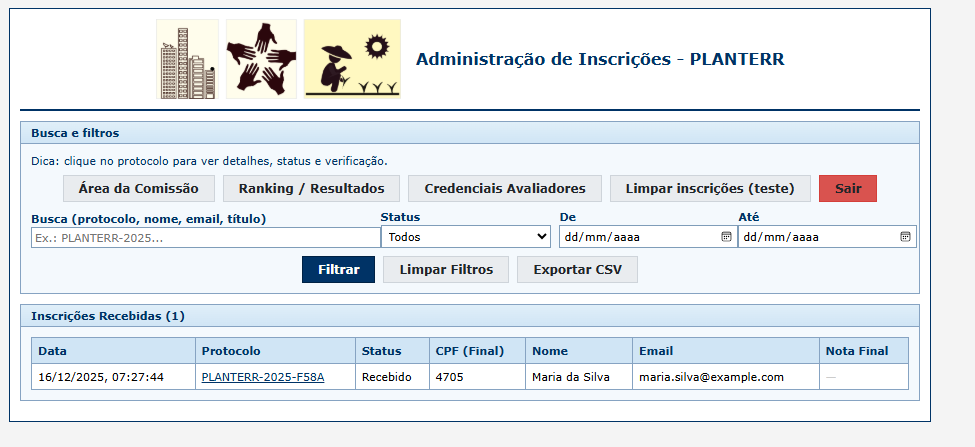 Administração de Inscrições - PLANTERR
Busca e filtros
Dica: clique no protocolo para ver detalhes, status e verificação.
Área da Comissão Ranking / Resultados Credenciais Avaliadores Limpar inscrições (teste) Sair
Busca (protocolo, nome, email, título) Status De Até
Ex.: PLANTERR-2025... Todos dd/mm/aaaa dd/mm/aaaa
Filtrar Limpar Filtros Exportar CSV
Inscrições Recebidas (1)
Data Protocolo Status CPF (Final) Nome Email Nota Final
16/12/2025, 07:27:44 PLANTERR-2025-F58A Recebido 4705 Maria da Silva maria.silva@example.com —